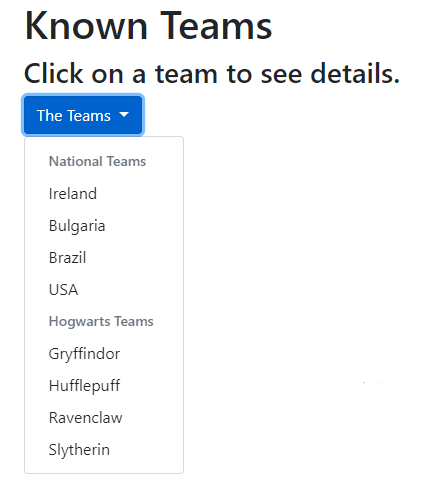 Known Teams
Click on a team to see details.
The Teams
National Teams
Ireland
Bulgaria
Brazil
USA
Hogwarts Teams
Gryffindor
Hufflepuff
Ravenclaw
Slytherin